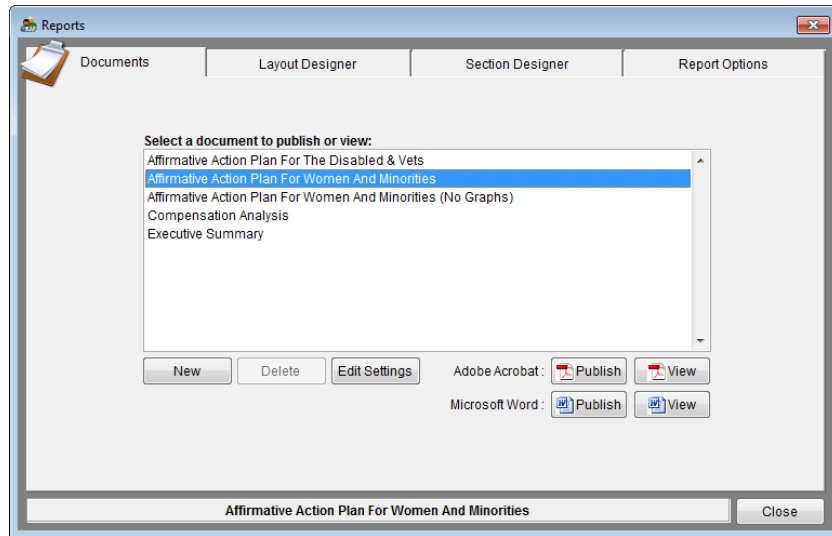 Reports
Documents Layout Designer Section Designer Report Options
Select a document to publish or view:
Affirmative Action Plan For The Disabled & Vets
Affirmative Action Plan For Women And Minorities
Affirmative Action Plan For Women And Minorities (No Graphs)
Compensation Analysis
Executive Summary
New Delete Edit Settings Adobe Acrobat : Publish View
Microsoft Word : Publish View
Affirmative Action Plan For Women And Minorities Close